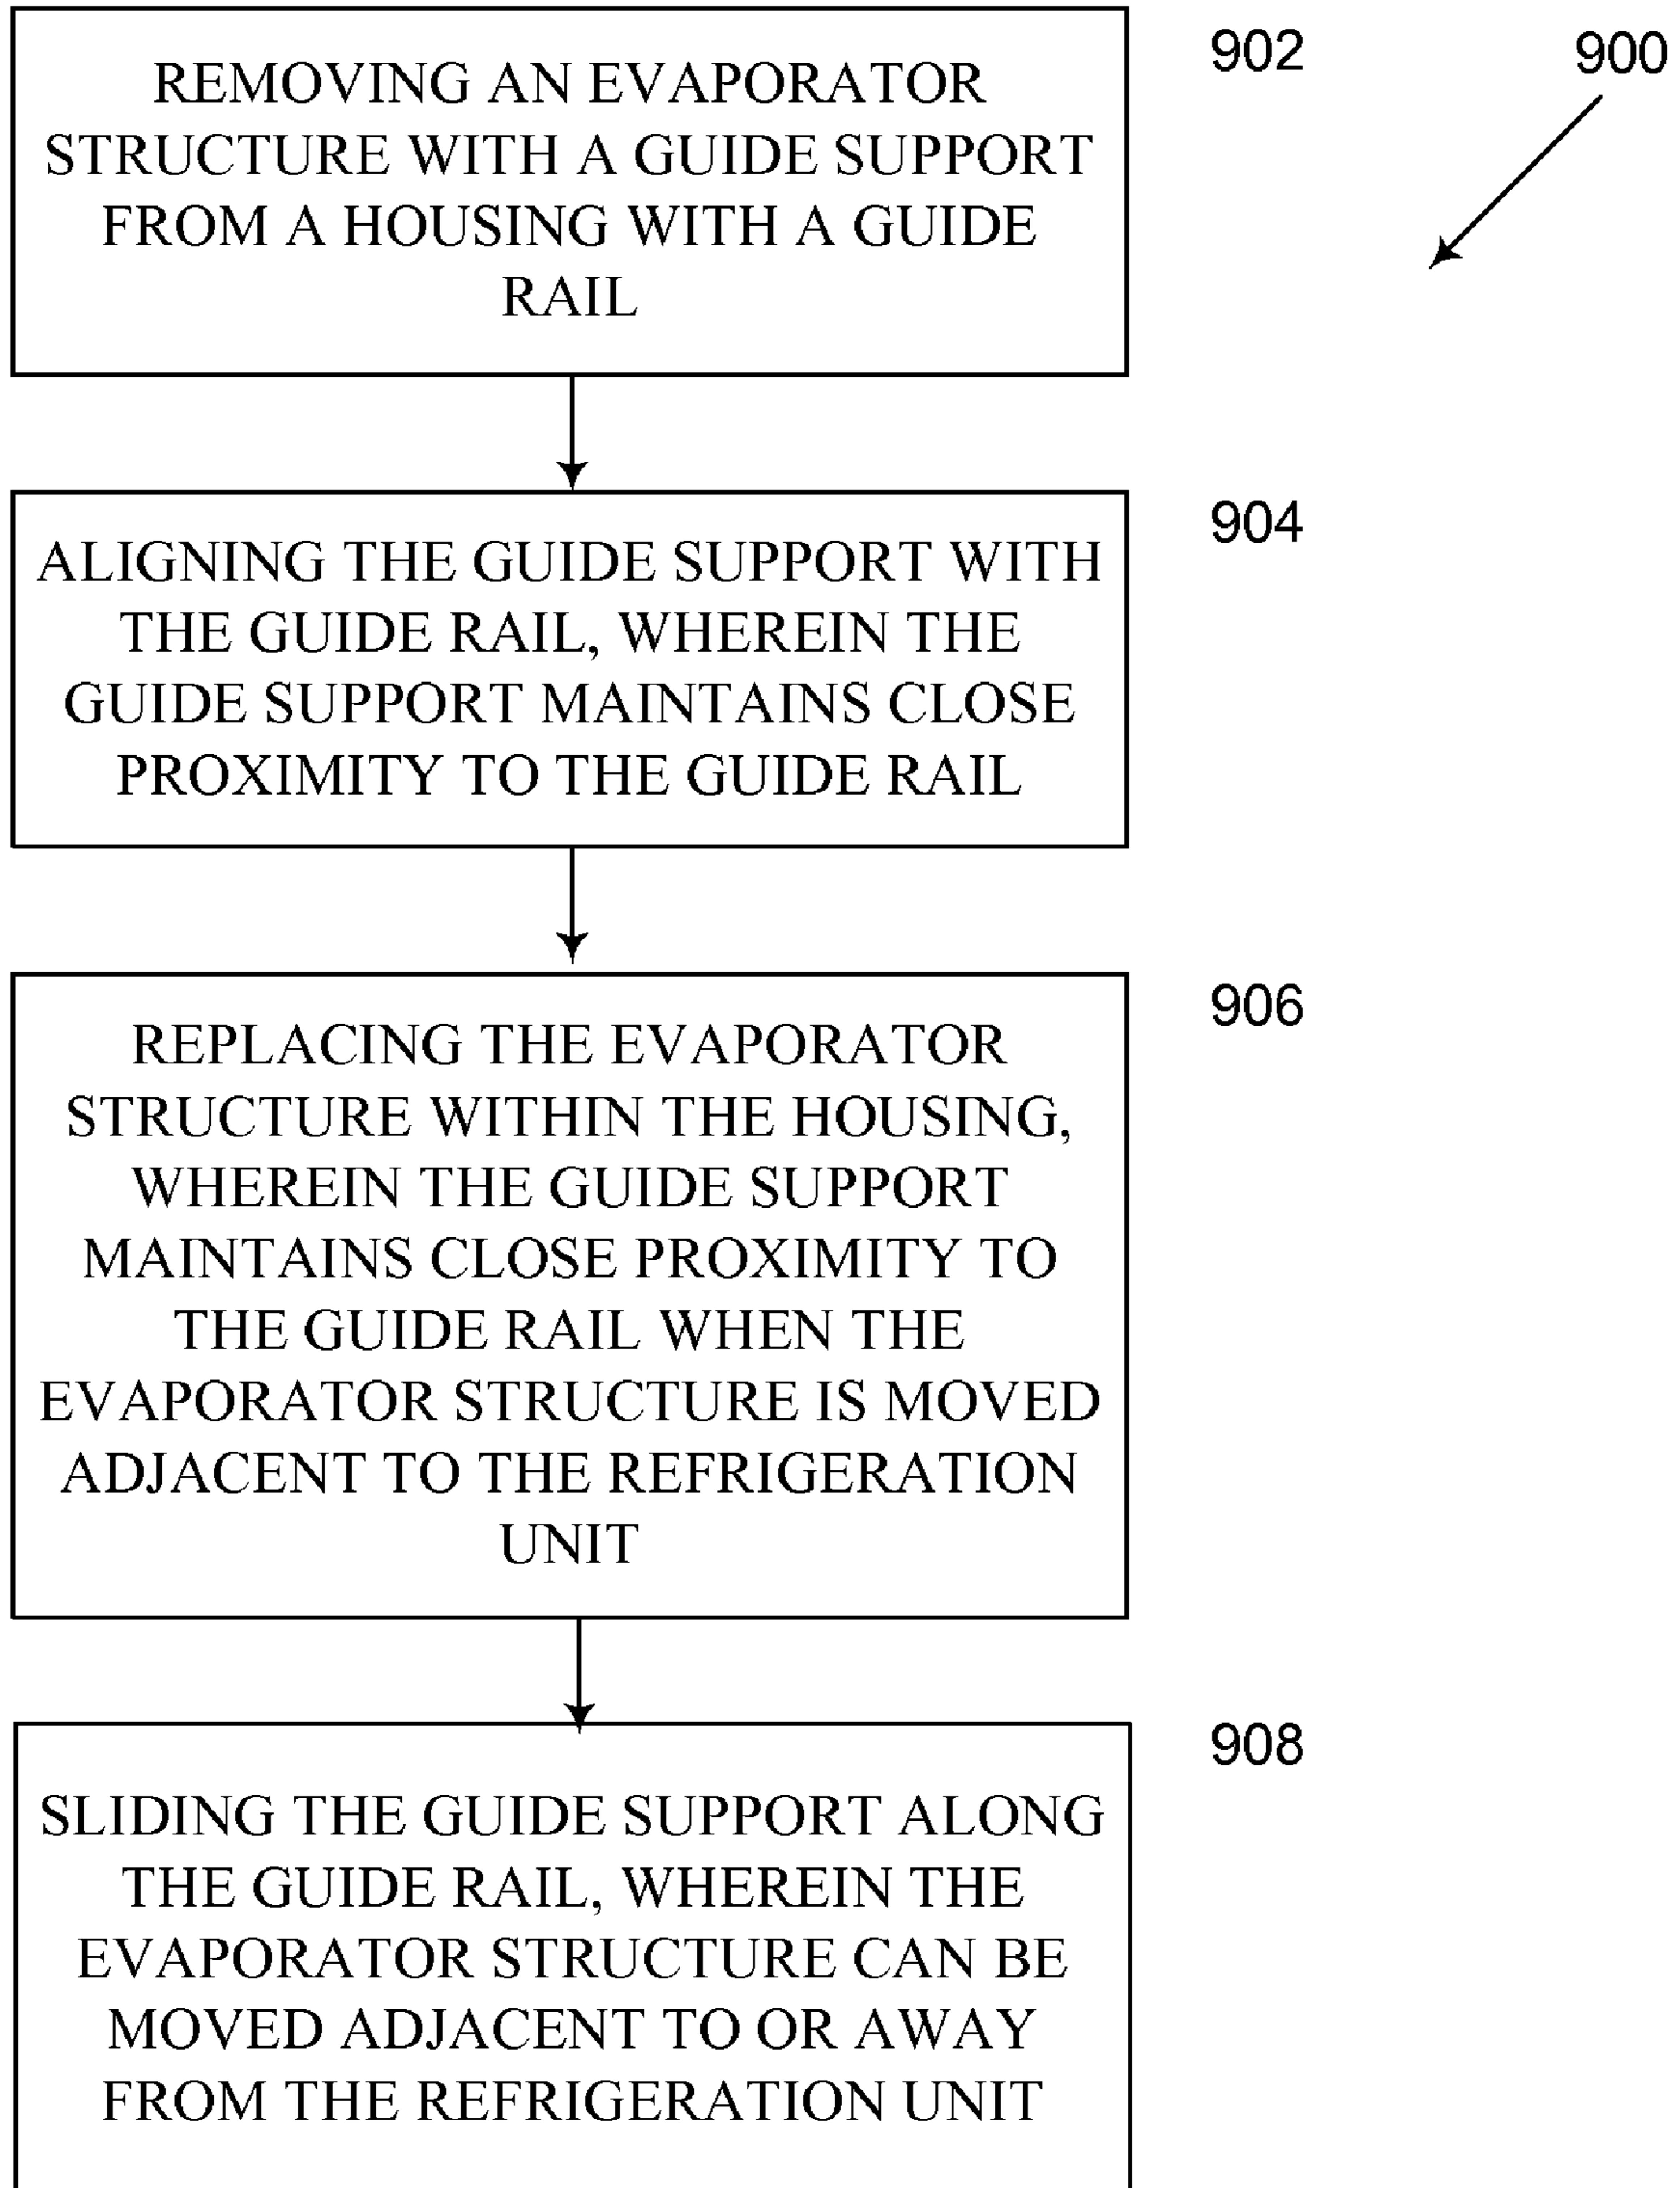 902
900
REMOVING AN EVAPORATOR
STRUCTURE WITH A GUIDE SUPPORT
FROM A HOUSING WITH A GUIDE
RAIL
904
ALIGNING THE GUIDE SUPPORT WITH
THE GUIDE RAIL, WHEREIN THE
GUIDE SUPPORT MAINTAINS CLOSE
PROXIMITY TO THE GUIDE RAIL
906
REPLACING THE EVAPORATOR
STRUCTURE WITHIN THE HOUSING,
WHEREIN THE GUIDE SUPPORT
MAINTAINS CLOSE PROXIMITY TO
THE GUIDE RAIL WHEN THE
EVAPORATOR STRUCTURE IS MOVED
ADJACENT TO THE REFRIGERATION
UNIT
908
SLIDING THE GUIDE SUPPORT ALONG
THE GUIDE RAIL, WHEREIN THE
EVAPORATOR STRUCTURE CAN BE
MOVED ADJACENT TO OR AWAY
FROM THE REFRIGERATION UNIT